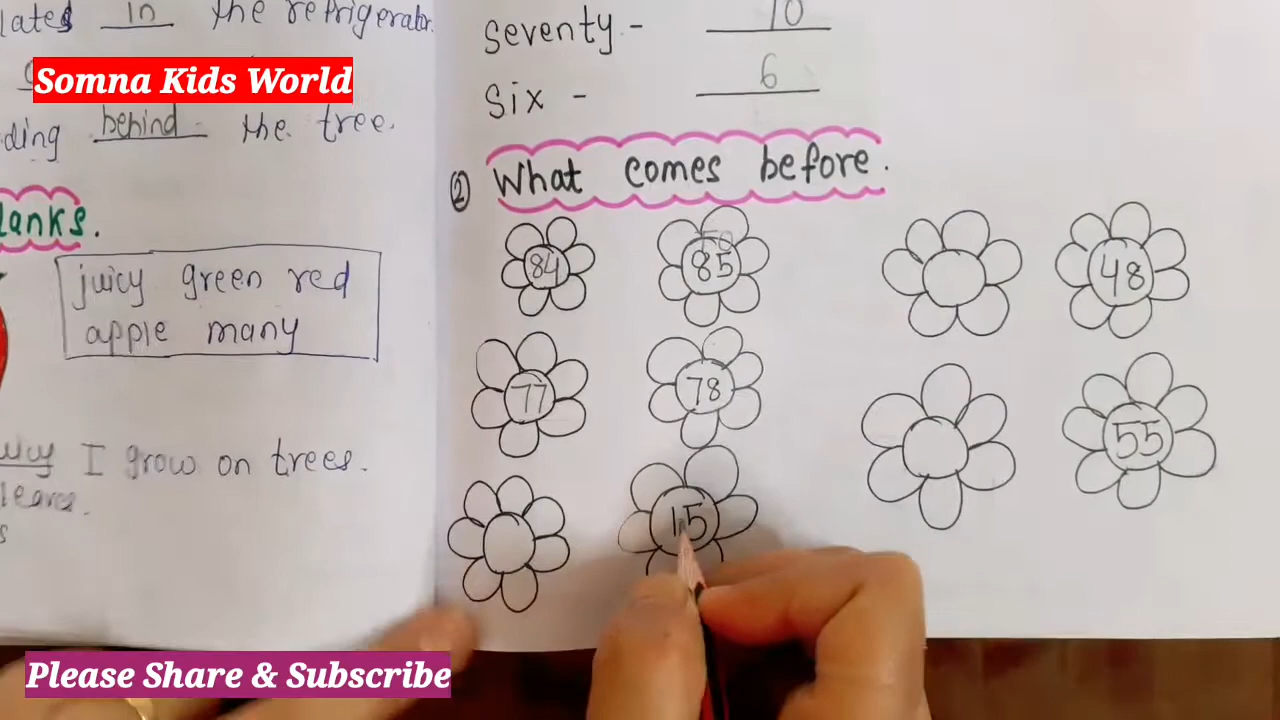 lates in the refrigerator.
Somna Kids World
ding behind the tree.
lanks.
juicy green red
apple many
juicy I grow on trees.
leaves.
s
Seventy - 70
Six - 6
② What comes before.
84 85 48
77 78 55
15
Please Share & Subscribe